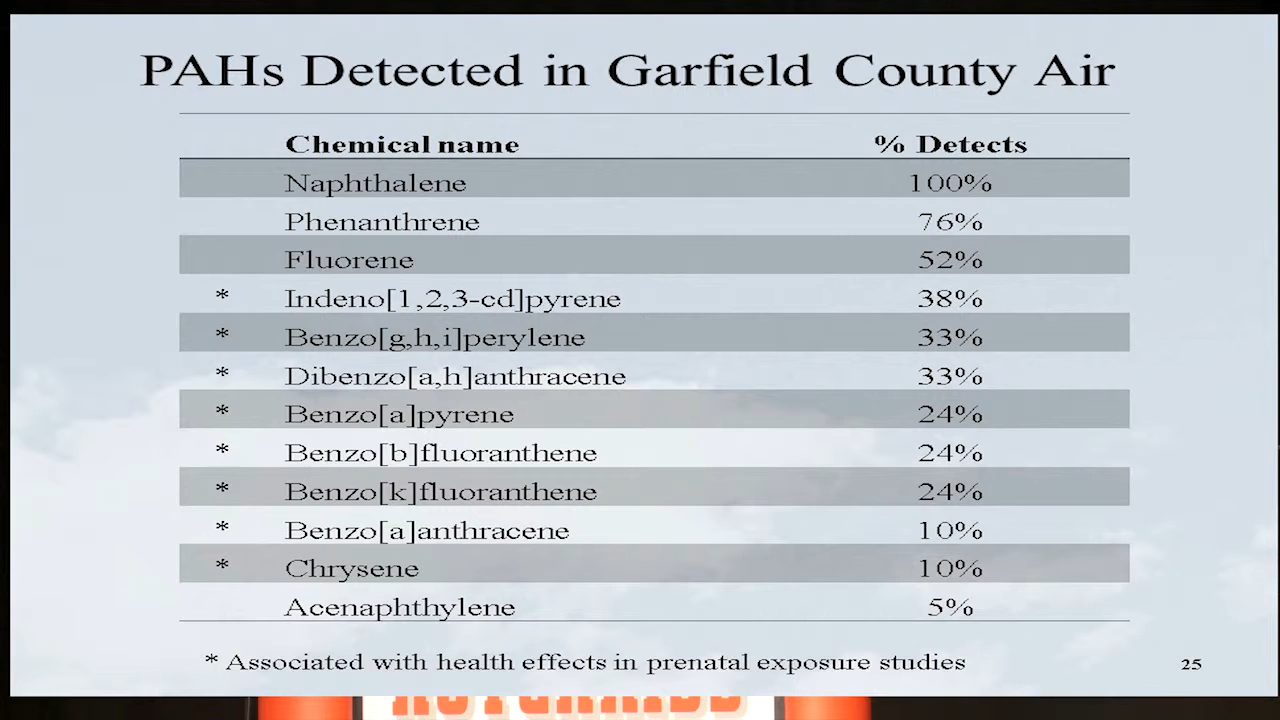 PAHs Detected in Garfield County Air
Chemical name % Detects
Naphthalene 100%
Phenanthrene 76%
Fluorene 52%
* Indeno[1,2,3-cd]pyrene 38%
* Benzo[g,h,i]perylene 33%
* Dibenzo[a,h]anthracene 33%
* Benzo[a]pyrene 24%
* Benzo[b]fluoranthene 24%
* Benzo[k]fluoranthene 24%
* Benzo[a]anthracene 10%
* Chrysene 10%
Acenaphthylene 5%
* Associated with health effects in prenatal exposure studies 25